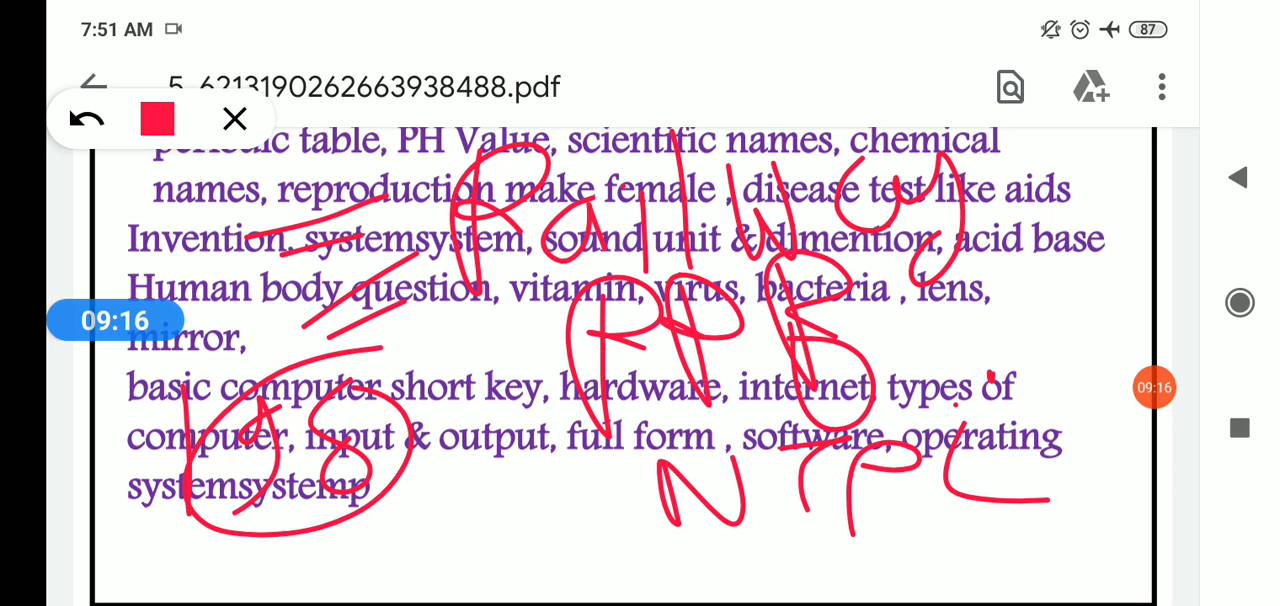 7:51 AM
87
5_6213190262663938488.pdf
periodic table, PH Value, scientific names, chemical
names, reproduction make female , disease test like aids
Invention, systemsystem, sound unit & dimention, acid base
Human body question, vitamin, virus, bacteria , lens,
09:16
mirror,
09:16
basic computer short key, hardware, internet, types of
computer, input & output, full form , software, operating
systemsystemp
Railway
RRB
NTPC